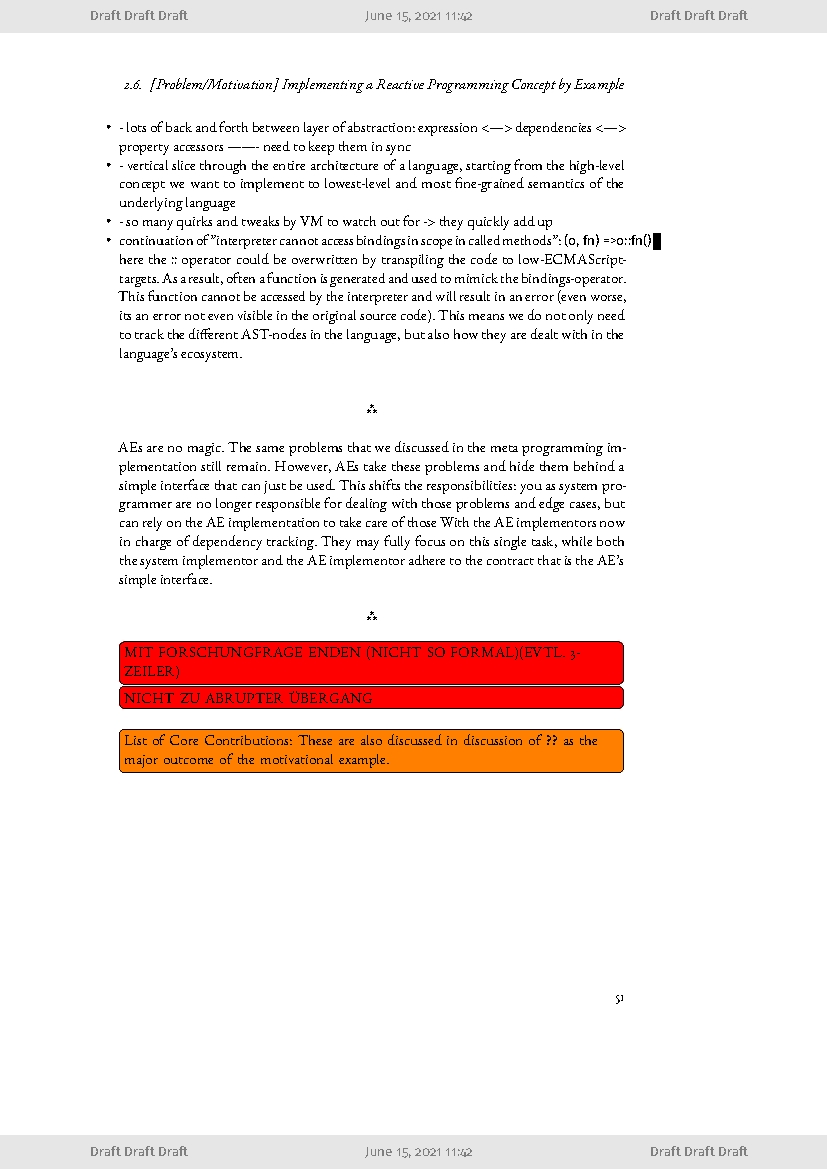 Draft Draft Draft June 15, 2021 11:42 Draft Draft Draft
2.6. [Problem/Motivation] Implementing a Reactive Programming Concept by Example
• - lots of back and forth between layer of abstraction: expression <—> dependencies <—>
property accessors ——- need to keep them in sync
• - vertical slice through the entire architecture of a language, starting from the high-level
concept we want to implement to lowest-level and most fine-grained semantics of the
underlying language
• - so many quirks and tweaks by VM to watch out for -> they quickly add up
• continuation of ”interpreter cannot access bindings in scope in called methods”: (o, fn) =>o::fn()
here the :: operator could be overwritten by transpiling the code to low-ECMAScript-
targets. As a result, often a function is generated and used to mimick the bindings-operator.
This function cannot be accessed by the interpreter and will result in an error (even worse,
its an error not even visible in the original source code). This means we do not only need
to track the different AST-nodes in the language, but also how they are dealt with in the
language’s ecosystem.
⁂
AEs are no magic. The same problems that we discussed in the meta programming im-
plementation still remain. However, AEs take these problems and hide them behind a
simple interface that can just be used. This shifts the responsibilities: you as system pro-
grammer are no longer responsible for dealing with those problems and edge cases, but
can rely on the AE implementation to take care of those With the AE implementors now
in charge of dependency tracking. They may fully focus on this single task, while both
the system implementor and the AE implementor adhere to the contract that is the AE’s
simple interface.
⁂
MIT FORSCHUNGFRAGE ENDEN (NICHT SO FORMAL)(EVTL. 3-
ZEILER)
NICHT ZU ABRUPTER ÜBERGANG
List of Core Contributions: These are also discussed in discussion of ?? as the
major outcome of the motivational example.
51
Draft Draft Draft June 15, 2021 11:42 Draft Draft Draft